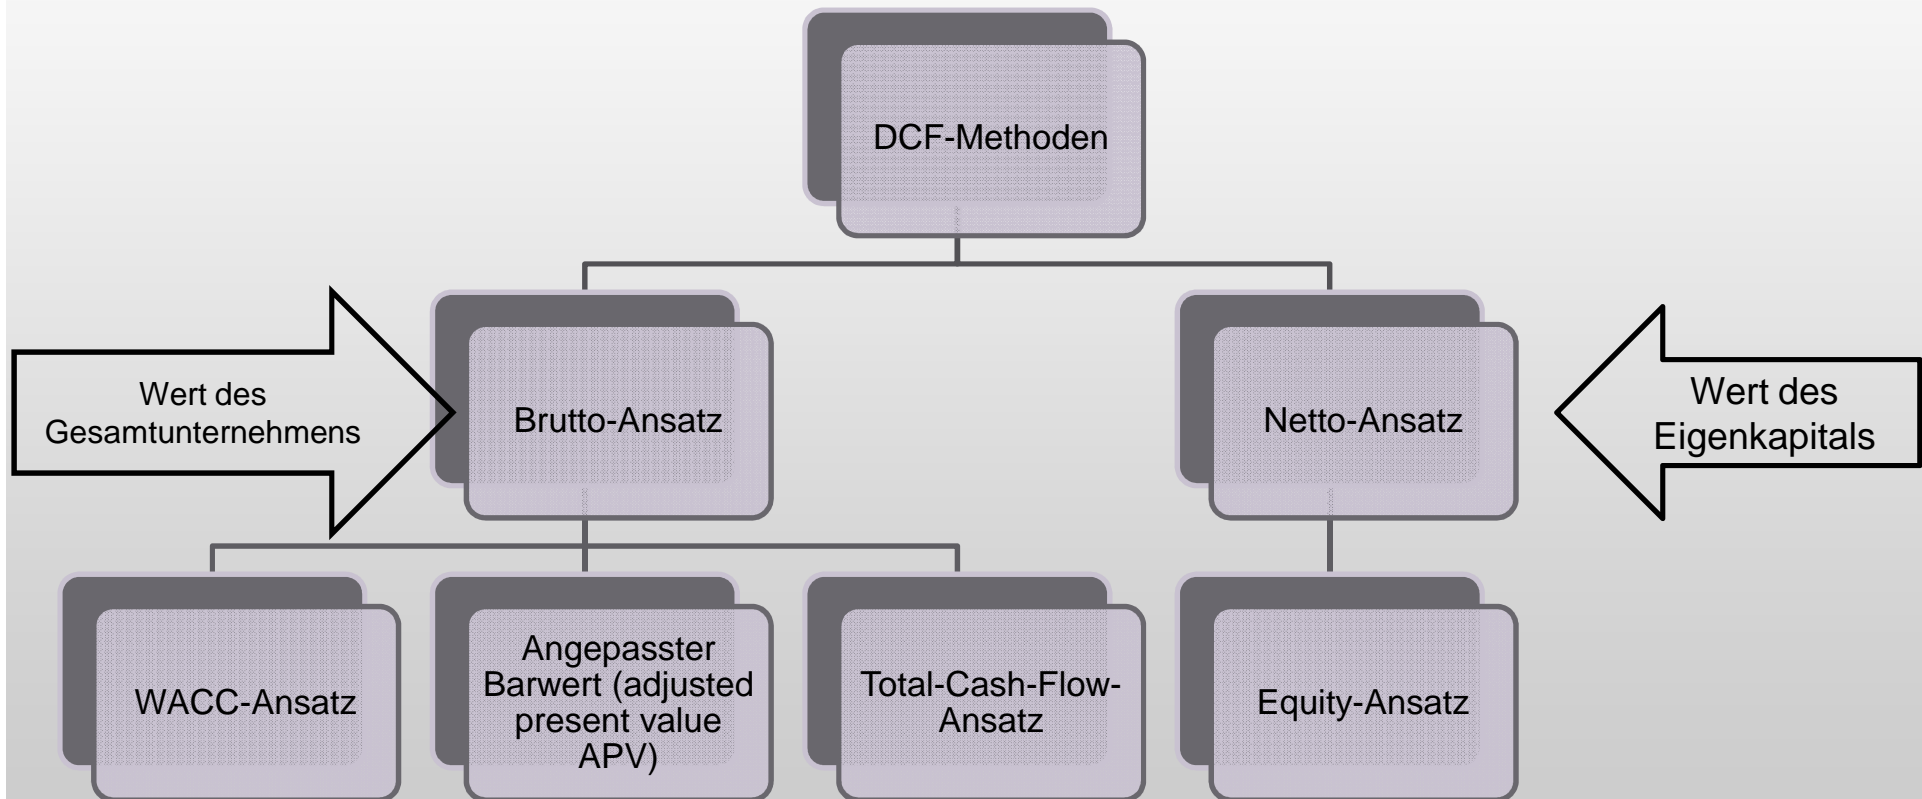 DCF-Methoden
Wert des
Gesamtunternehmens
Brutto-Ansatz
Netto-Ansatz
Wert des
Eigenkapitals
WACC-Ansatz
Angepasster
Barwert (adjusted
present value
APV)
Total-Cash-Flow-
Ansatz
Equity-Ansatz